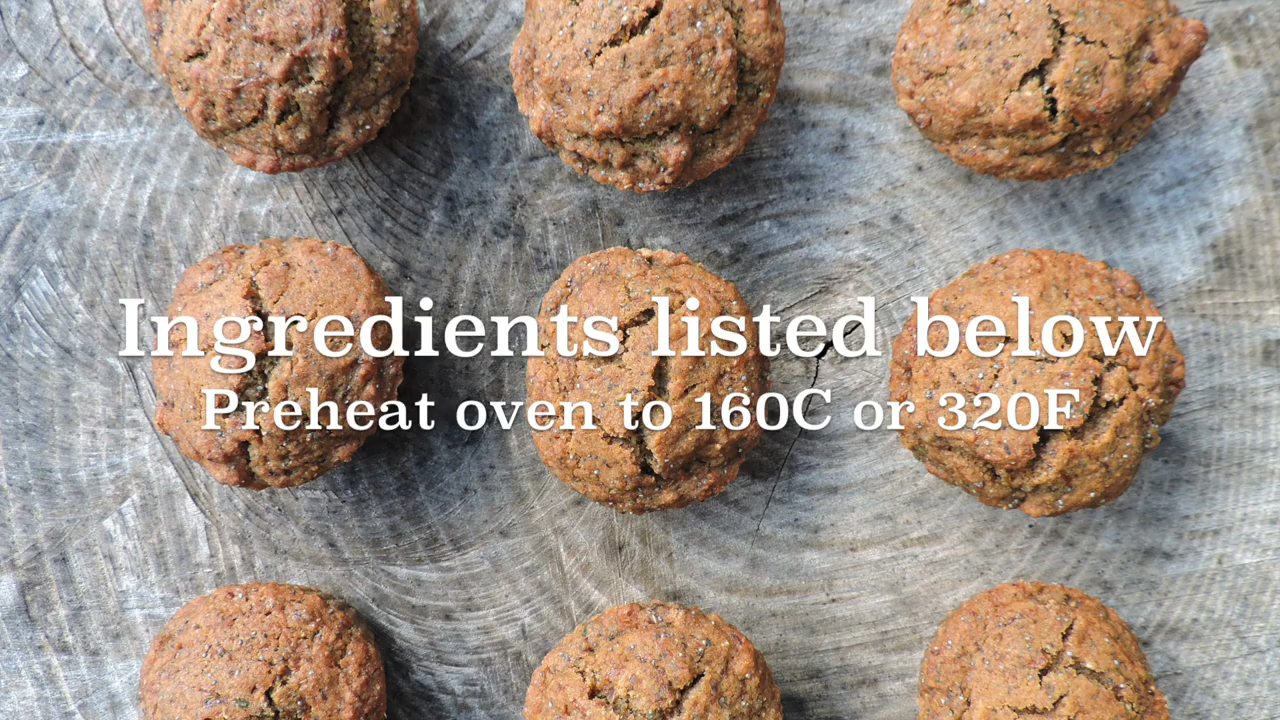 Ingredients listed below
Preheat oven to 160C or 320F